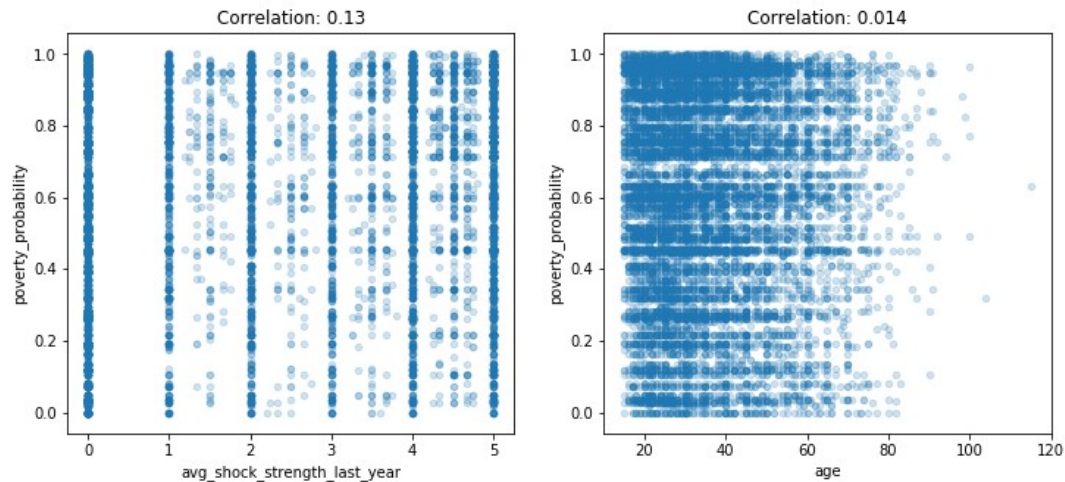 Correlation: 0.13
1.0
0.8
0.6
0.4
0.2
0.0
poverty_probability
0 1 2 3 4 5
avg_shock_strength_last_year
Correlation: 0.014
1.0
0.8
0.6
0.4
0.2
0.0
poverty_probability
20 40 60 80 100 120
age